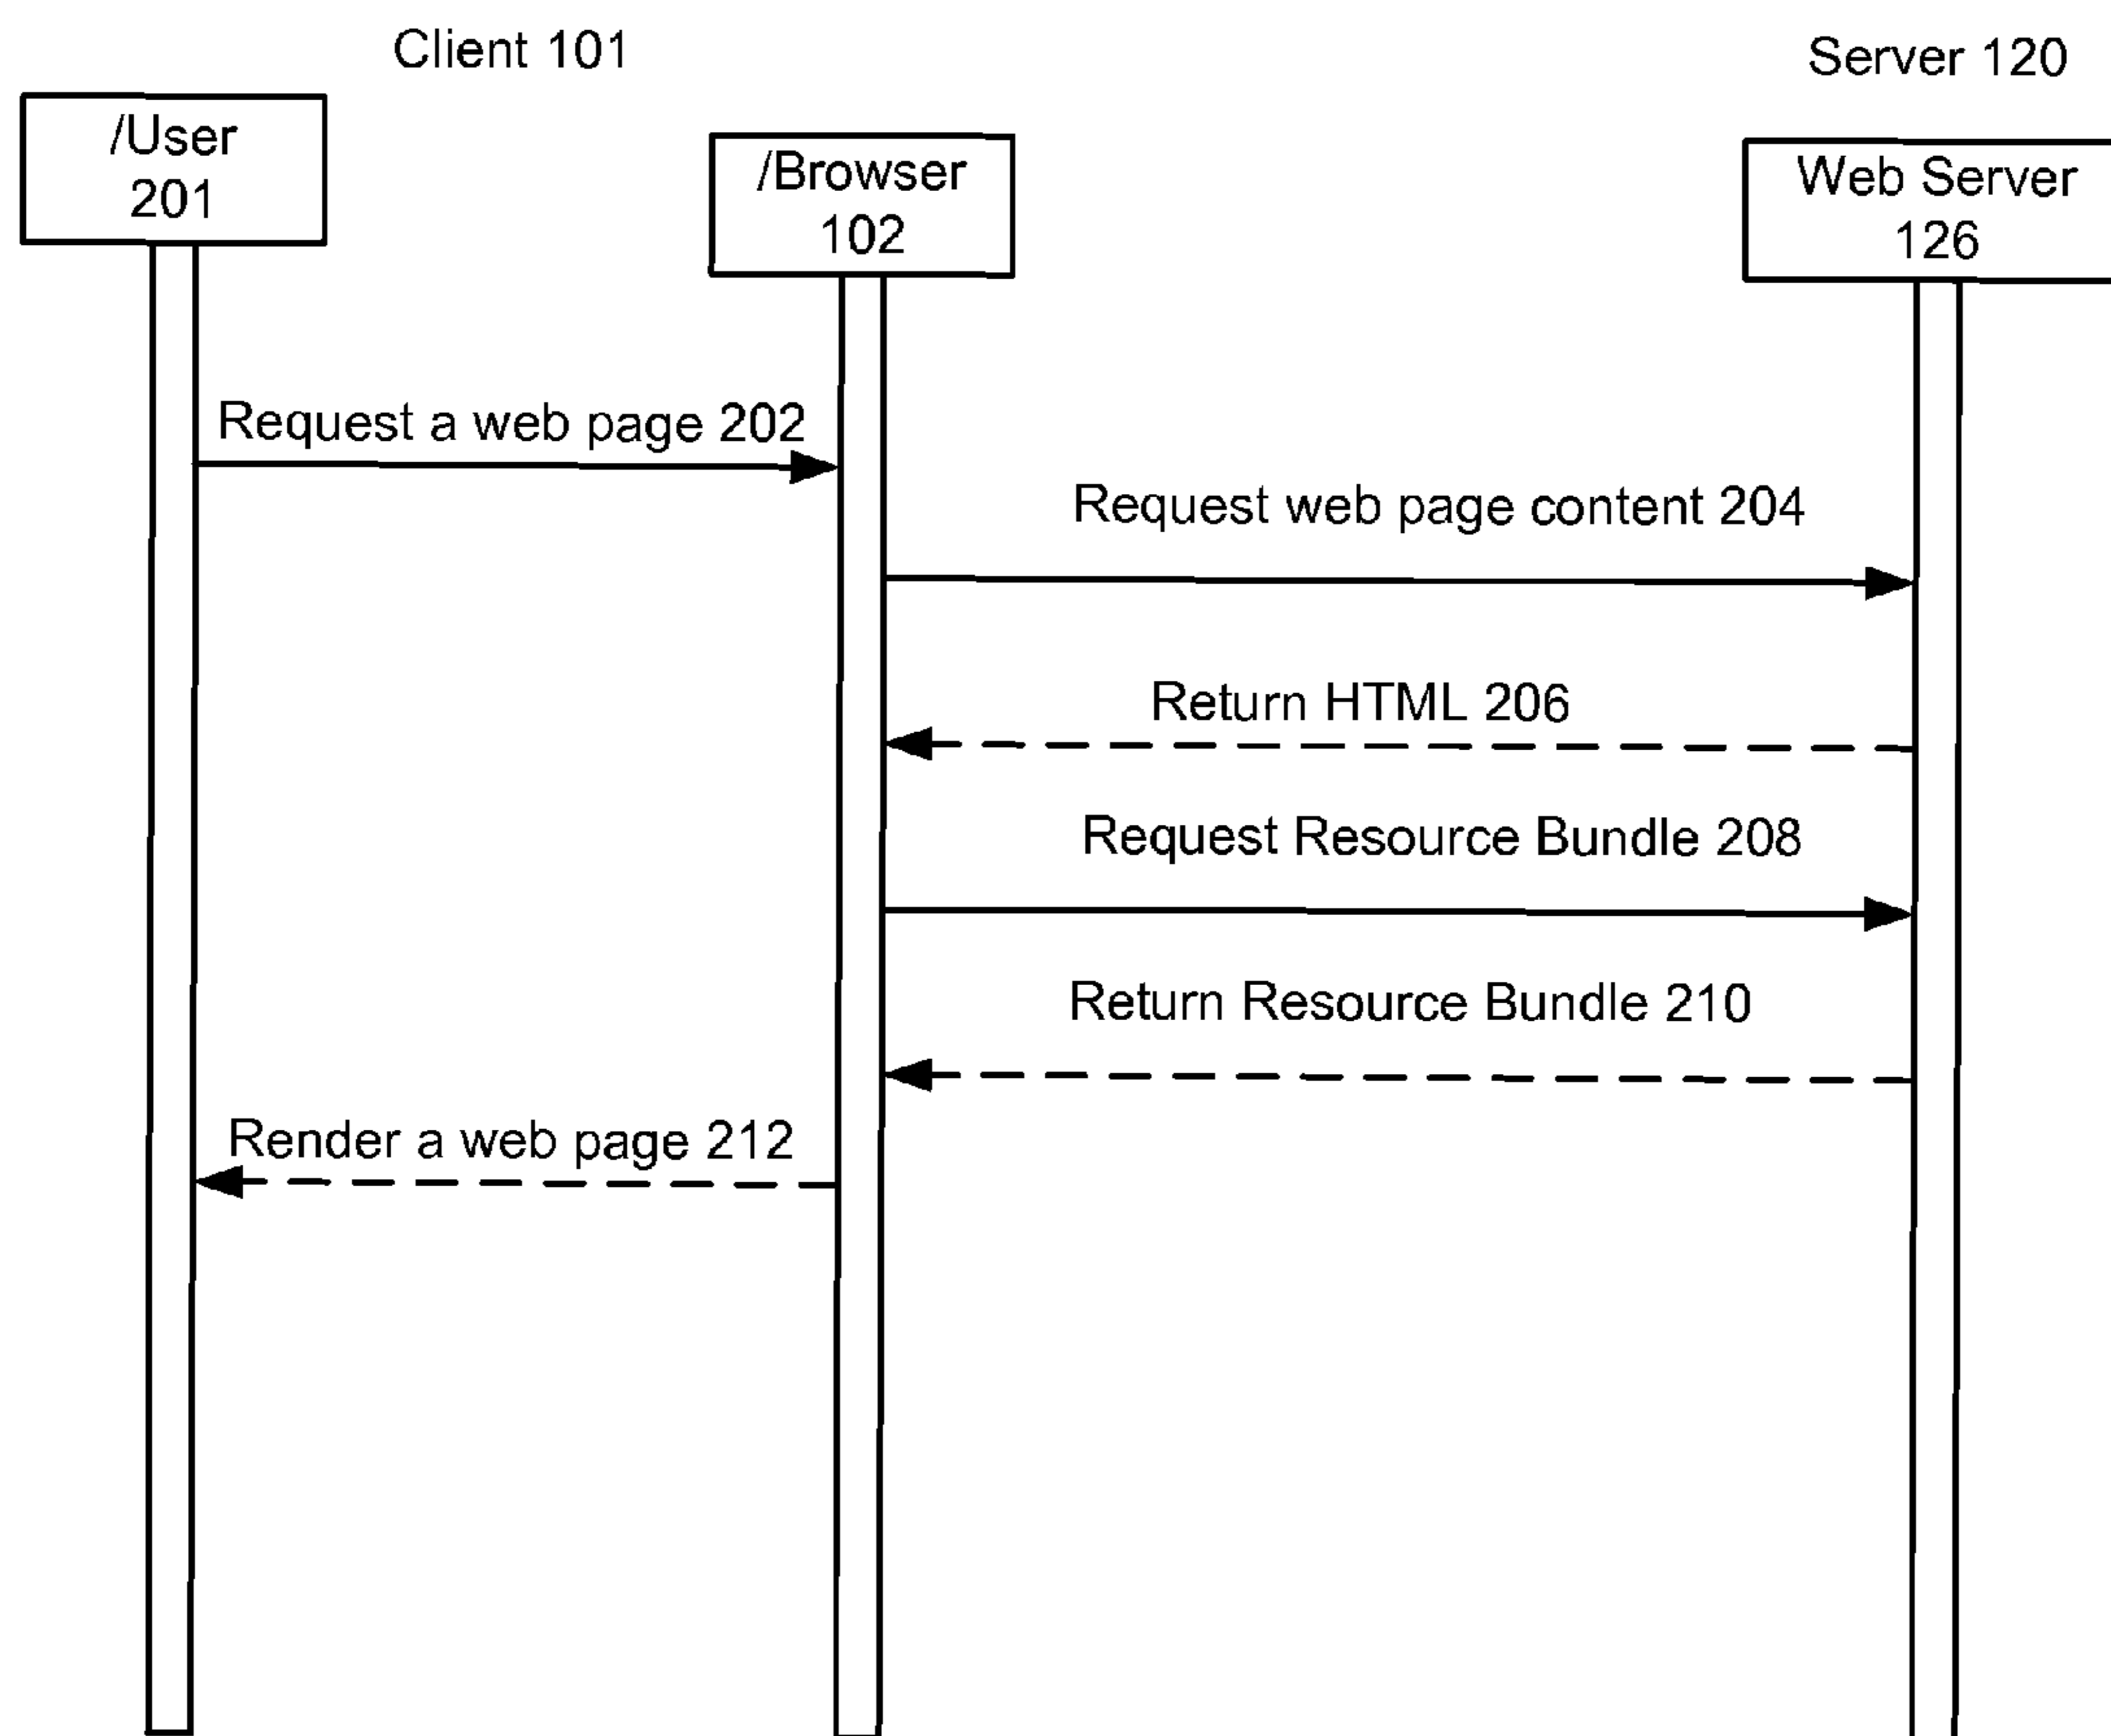 Client 101
Server 120
/User
201
/Browser
102
Web Server
126
Request a web page 202
Request web page content 204
Return HTML 206
Request Resource Bundle 208
Return Resource Bundle 210
Render a web page 212